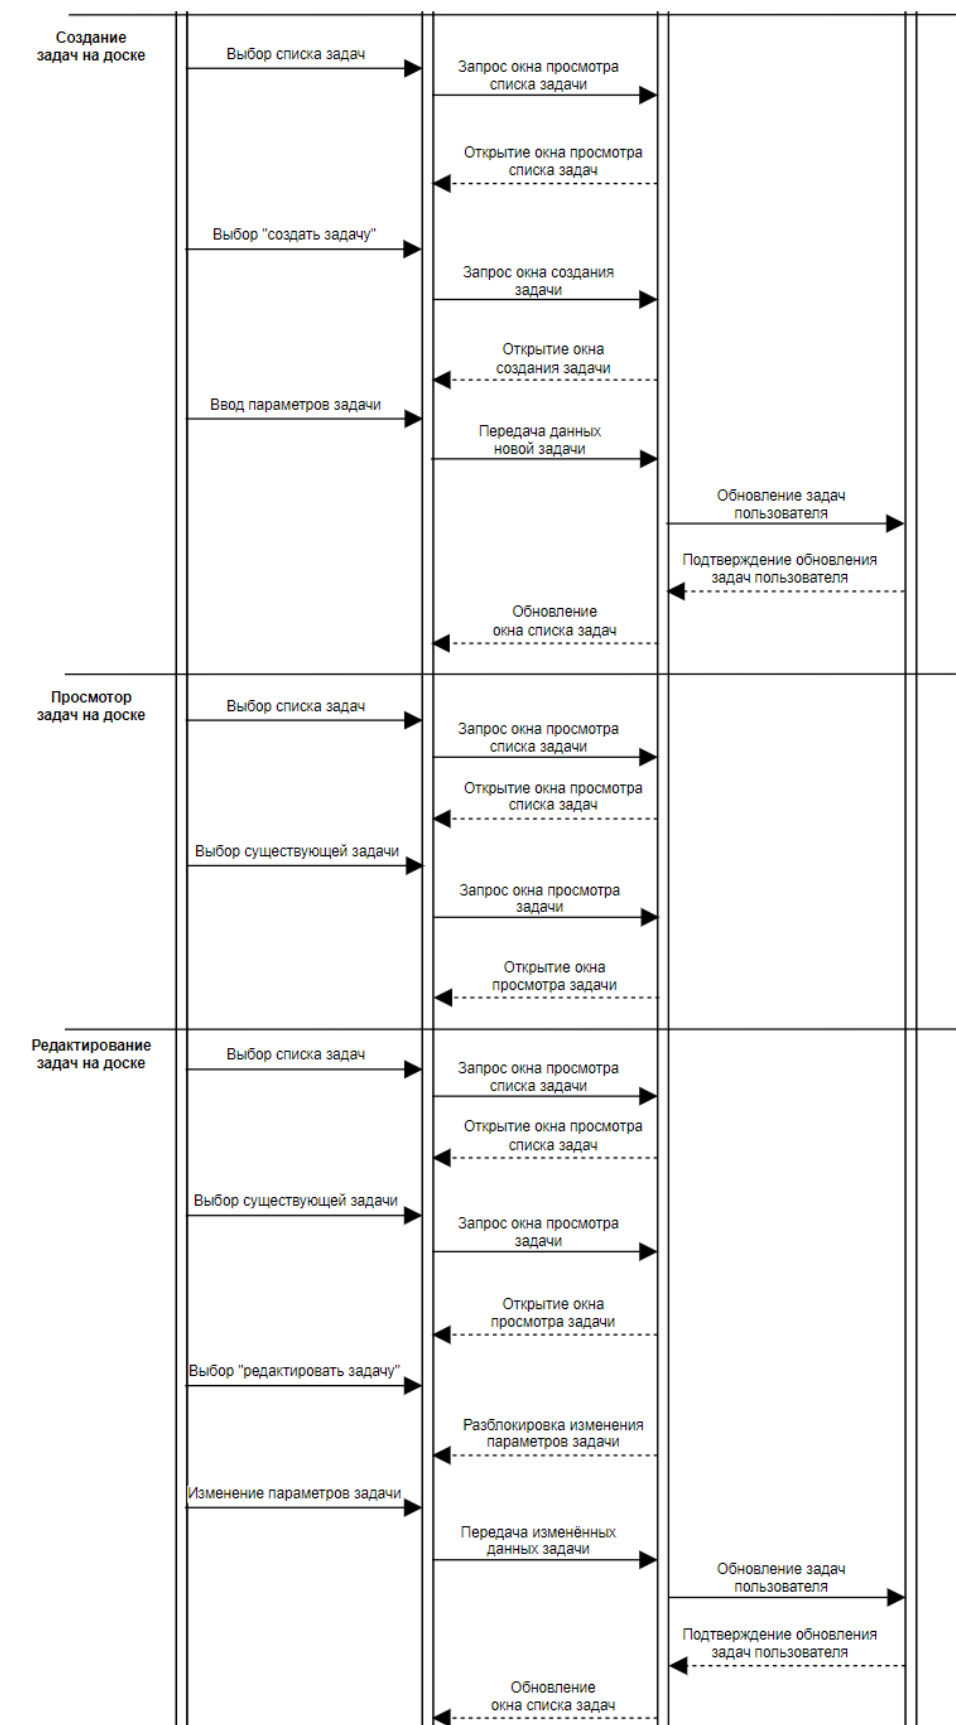 Создание
задач на доске
Выбор списка задач
Запрос окна просмотра
списка задачи
Открытие окна просмотра
списка задач
Выбор "создать задачу"
Запрос окна создания
задачи
Открытие окна
создания задачи
Ввод параметров задачи
Передача данных
новой задачи
Обновление задач
пользователя
Подтверждение обновления
задач пользователя
Обновление
окна списка задач
Просмотор
задач на доске
Выбор списка задач
Запрос окна просмотра
списка задачи
Открытие окна просмотра
списка задач
Выбор существующей задачи
Запрос окна просмотра
задачи
Открытие окна
просмотра задачи
Редактирование
задач на доске
Выбор списка задач
Запрос окна просмотра
списка задачи
Открытие окна просмотра
списка задач
Выбор существующей задачи
Запрос окна просмотра
задачи
Открытие окна
просмотра задачи
Выбор "редактировать задачу"
Разблокировка изменения
параметров задачи
Изменение параметров задачи
Передача изменённых
данных задачи
Обновление задач
пользователя
Подтверждение обновления
задач пользователя
Обновление
окна списка задач